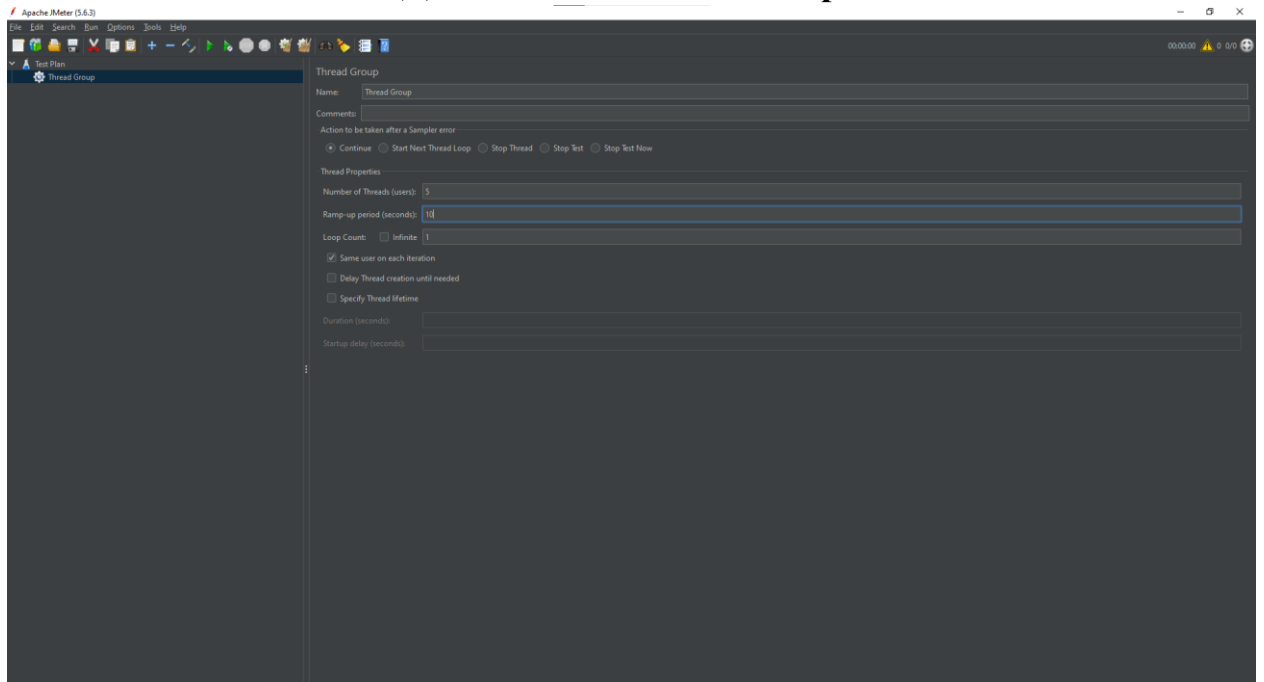 Apache JMeter (5.6.3)
File Edit Search Run Options Tools Help
00:00:00 0 0/0
Test Plan
Thread Group
Thread Group
Name: Thread Group
Comments:
Action to be taken after a Sampler error
Continue Start Next Thread Loop Stop Thread Stop Test Stop Test Now
Thread Properties
Number of Threads (users): 5
Ramp-up period (seconds): 10
Loop Count: Infinite 1
Same user on each iteration
Delay Thread creation until needed
Specify Thread lifetime
Duration (seconds):
Startup delay (seconds):